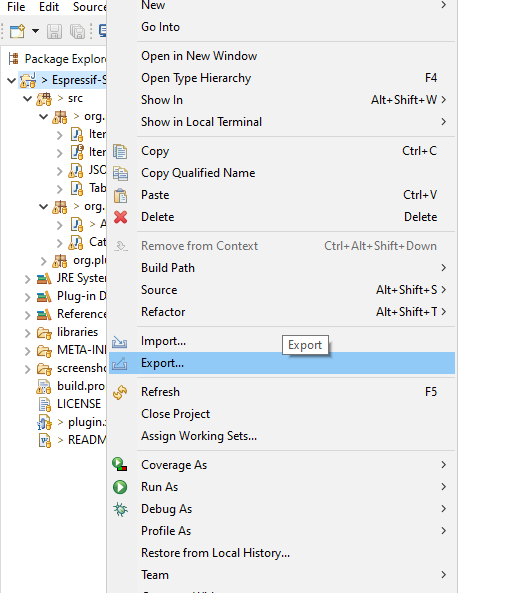 File Edit Source
Package Explore
> Espressif-S
> src
> org.
Iter
Iter
JSO
Tab
> org.
> A
Cat
org.plu
JRE System
Plug-in D
Reference
libraries
META-INF
screensho
build.pro
LICENSE
> plugin.x
> READM
New
Go Into
Open in New Window
Open Type Hierarchy F4
Show In Alt+Shift+W
Show in Local Terminal
Copy Ctrl+C
Copy Qualified Name
Paste Ctrl+V
Delete Delete
Remove from Context Ctrl+Alt+Shift+Down
Build Path
Source Alt+Shift+S
Refactor Alt+Shift+T
Import...
Export
Export...
Refresh F5
Close Project
Assign Working Sets...
Coverage As
Run As
Debug As
Profile As
Restore from Local History...
Team